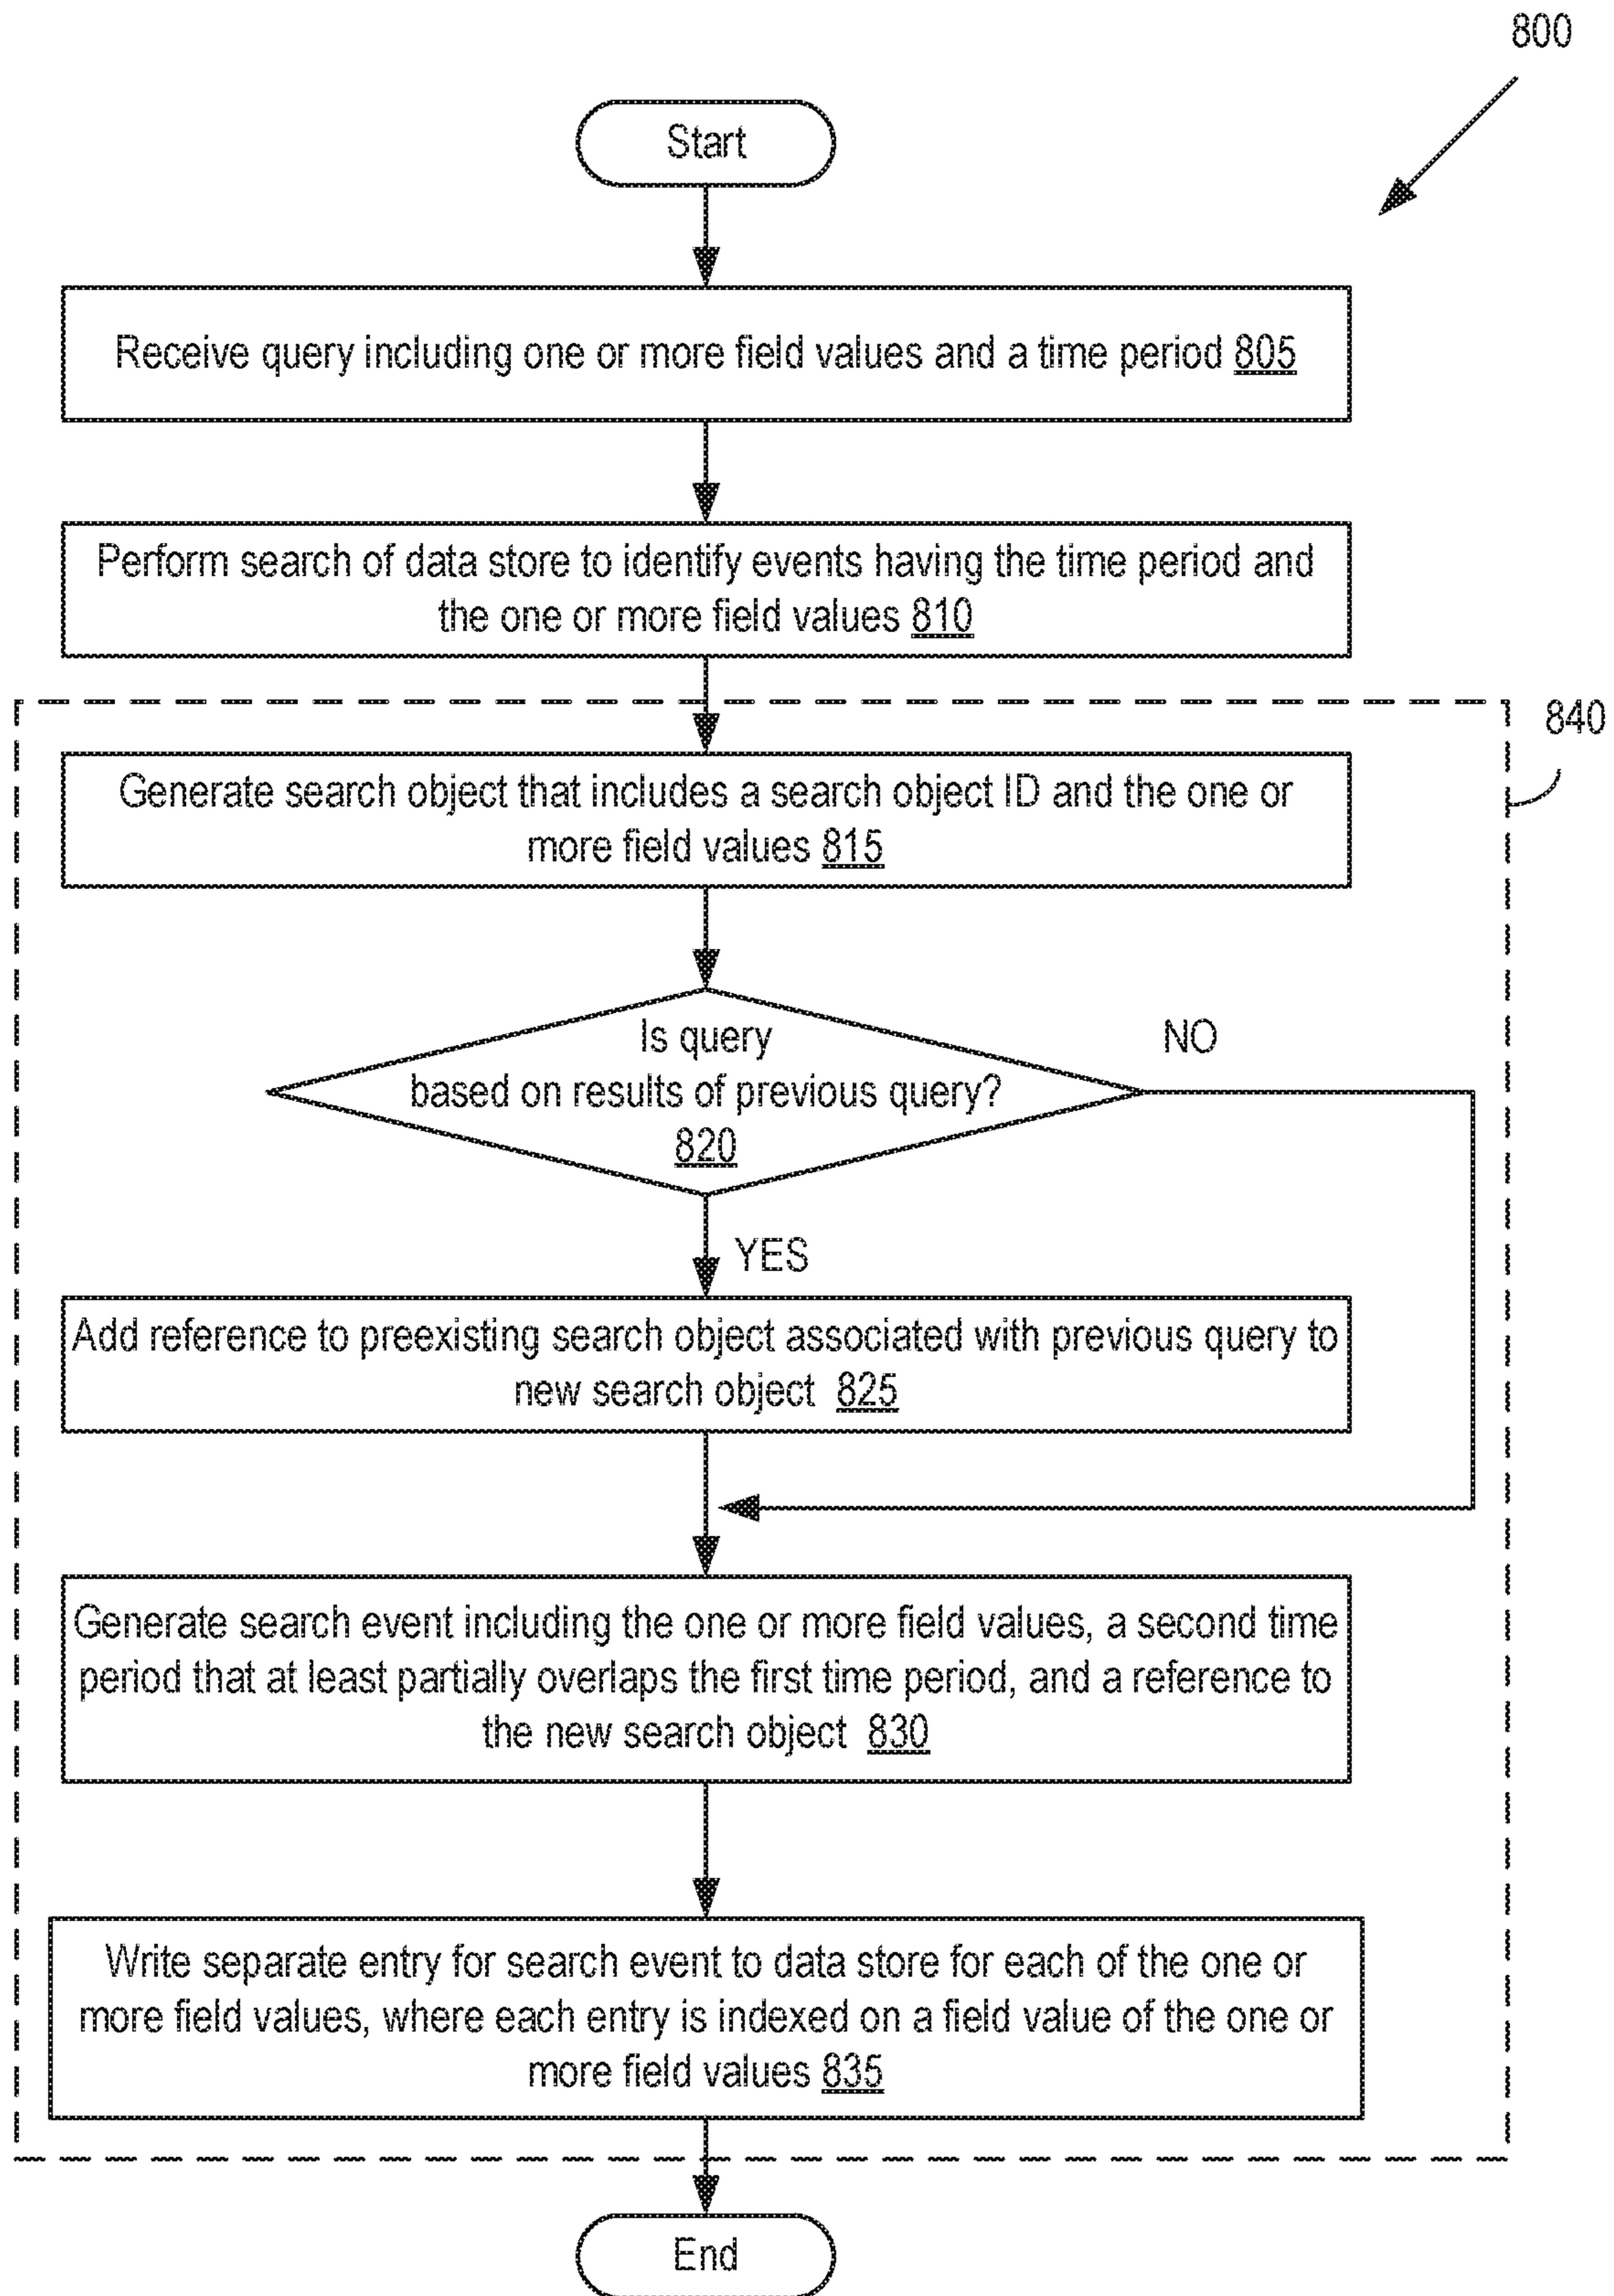 800
Start
Receive query including one or more field values and a time period 805
Perform search of data store to identify events having the time period and
the one or more field values 810
840
Generate search object that includes a search object ID and the one or
more field values 815
Is query
NO
based on results of previous query?
820
YES
Add reference to preexisting search object associated with previous query to
new search object 825
Generate search event including the one or more field values, a second time
period that at least partially overlaps the first time period, and a reference to
the new search object 830
Write separate entry for search event to data store for each of the one or
more field values, where each entry is indexed on a field value of the one or
more field values 835
End